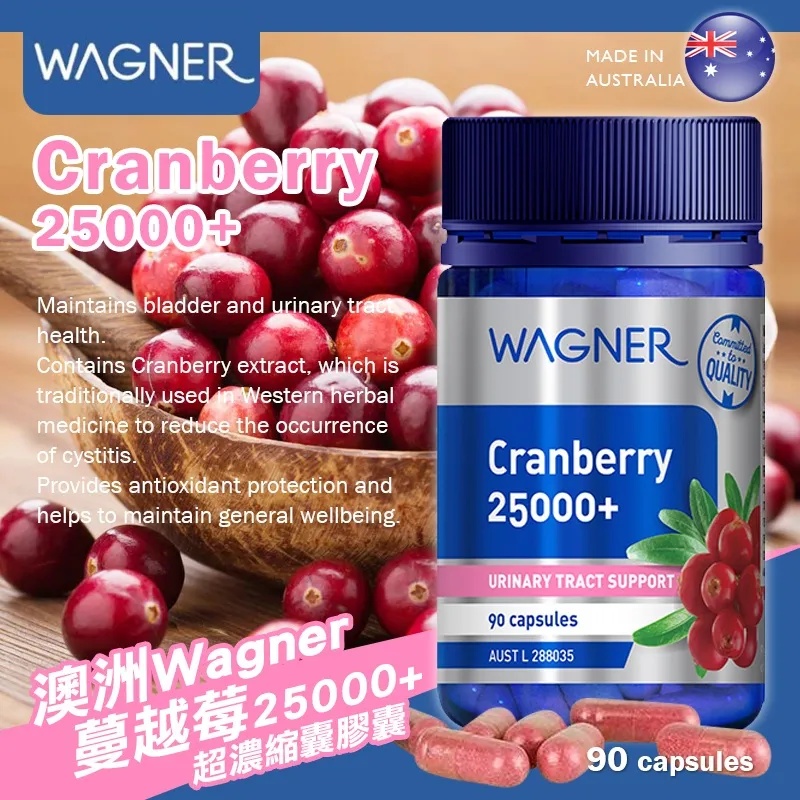 WAGNER
MADE IN
AUSTRALIA
Cranberry
25000+
Maintains bladder and urinary tract
health.
Contains Cranberry extract, which is
traditionally used in Western herbal
medicine to reduce the occurrence
of cystitis.
Provides antioxidant protection and
helps to maintain general wellbeing.
WAGNER
Committed
to
QUALITY
Cranberry
25000+
URINARY TRACT SUPPORT
90 capsules
AUST L 288035
澳洲Wagner
蔓越莓25000+
超濃縮囊膠囊
90 capsules